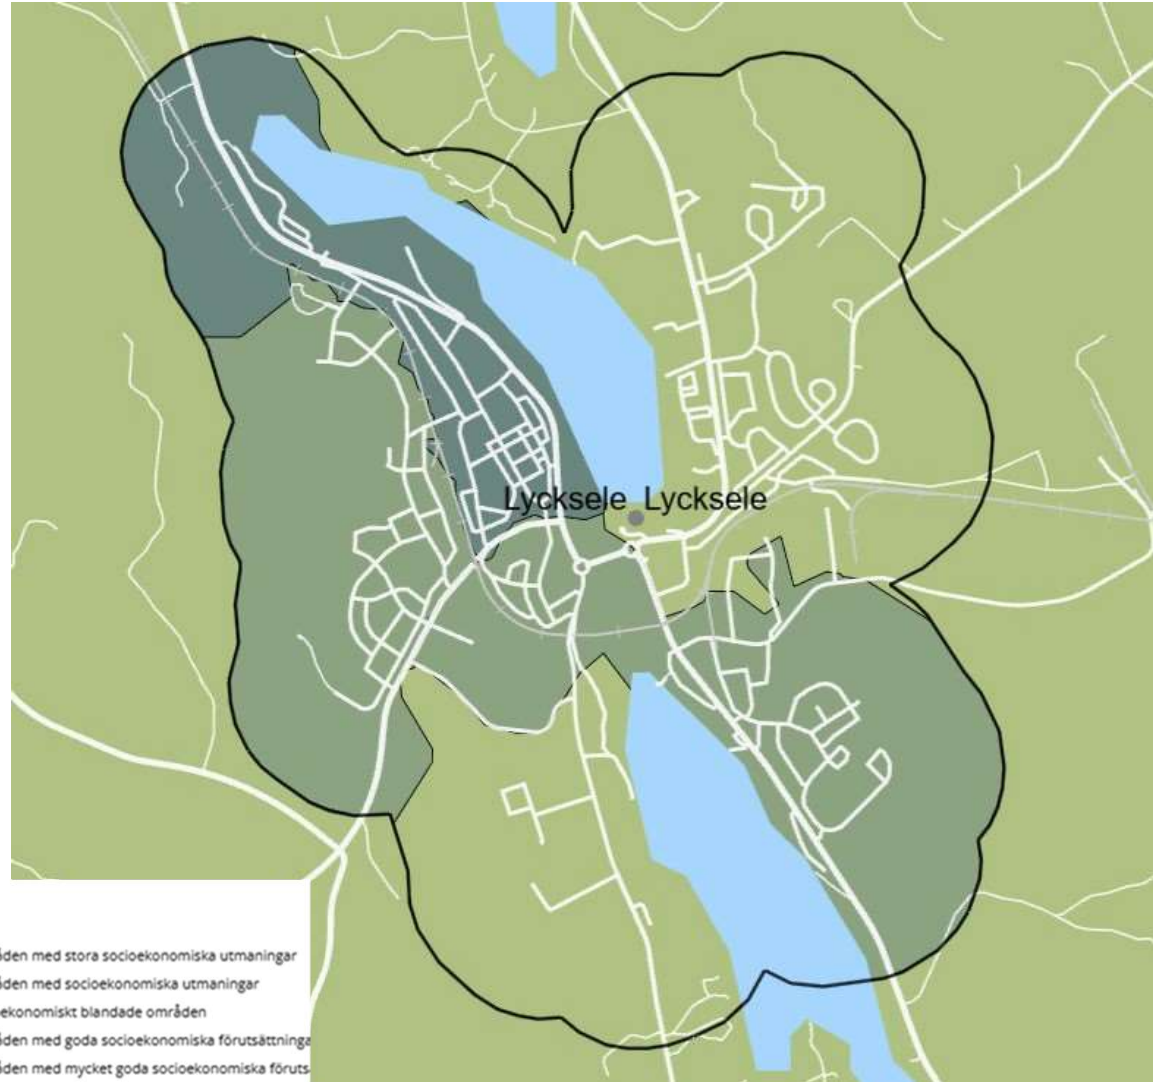 Lycksele Lycksele
åden med stora socioekonomiska utmaningar
åden med socioekonomiska utmaningar
ekonomiskt blandade områden
åden med goda socioekonomiska förutsättninga
åden med mycket goda socioekonomiska föruts